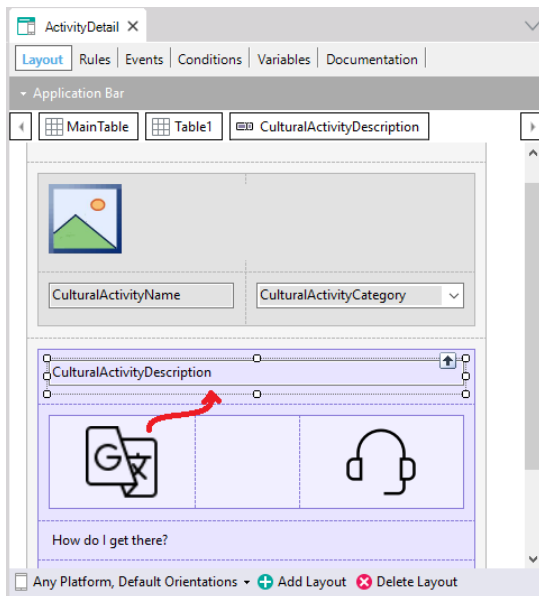 ActivityDetail
Layout Rules Events Conditions Variables Documentation
Application Bar
MainTable Table1 CulturalActivityDescription
CulturalActivityName CulturalActivityCategory
CulturalActivityDescription
G 文
How do I get there?
Any Platform, Default Orientations Add Layout Delete Layout